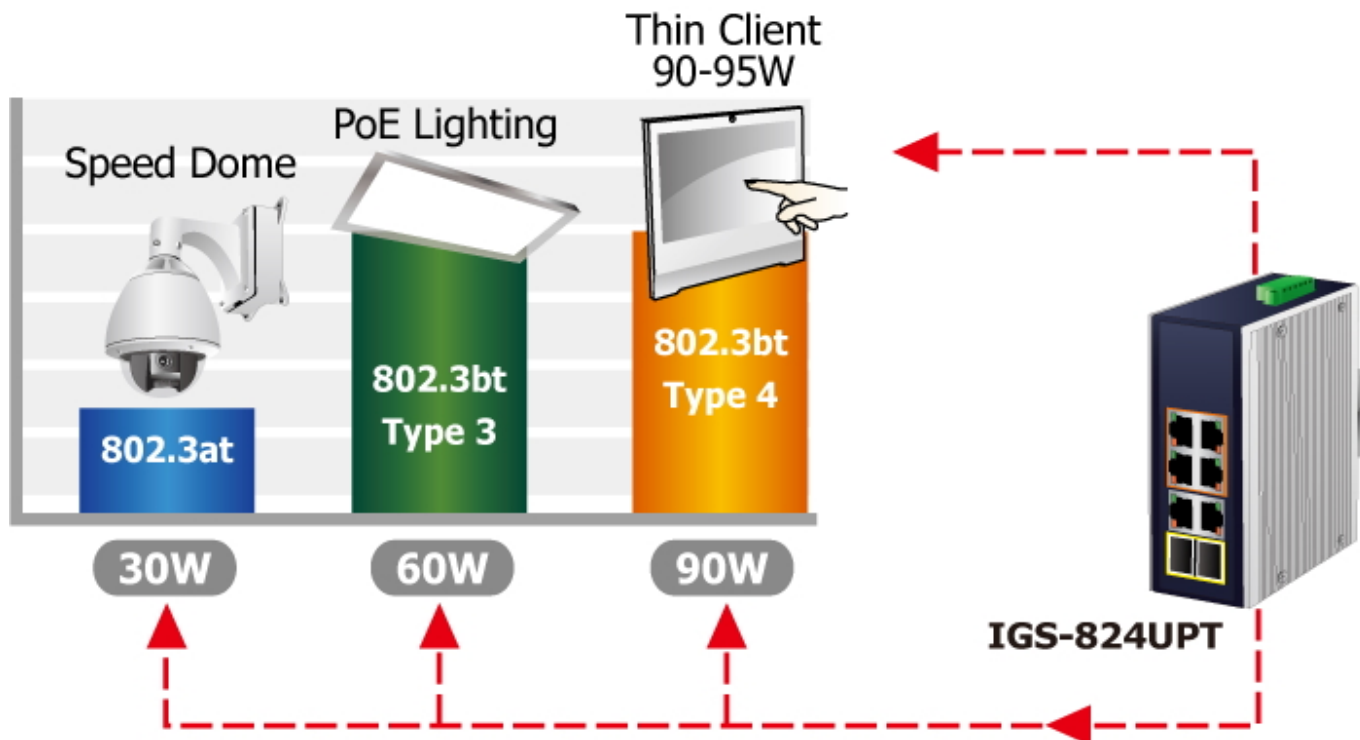 Thin Client
90-95W
PoE Lighting
Speed Dome
802.3at
802.3bt
Type 3
802.3bt
Type 4
30W
60W
90W
IGS-824UPT